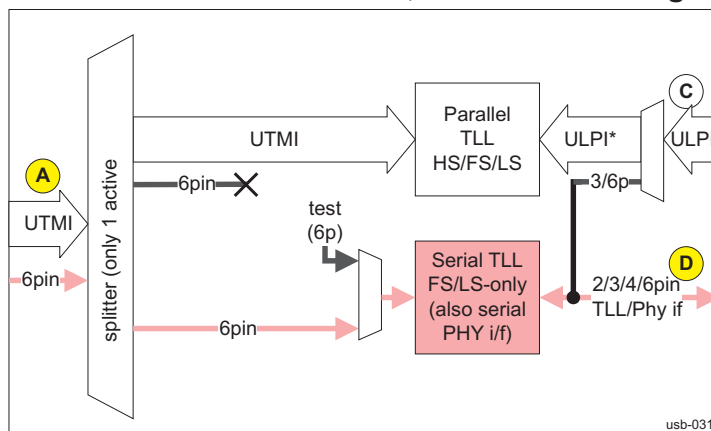 g
C
Parallel
TLL
HS/FS/LS
UTMI
ULPI*
ULP
A
6pin
3/6p
UTMI
test
(6p)
splitter (only 1 active)
6pin
Serial TLL
FS/LS-only
(also serial
PHY i/f)
D
2/3/4/6pin
TLL/Phy if
6pin
usb-031